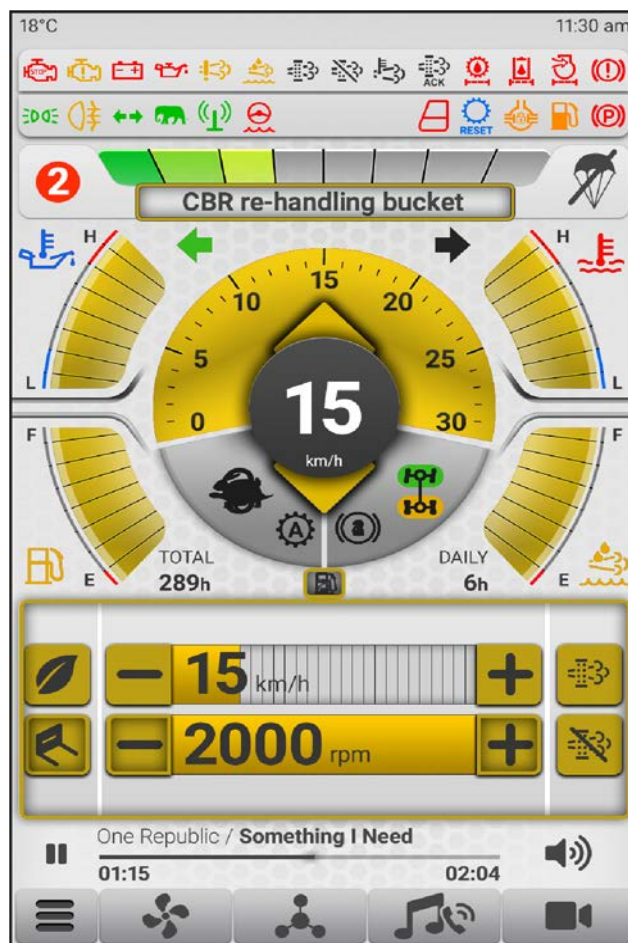 18°C 11:30 am
STOP
ACK
RESET
(P)
2
CBR re-handling bucket
H H
15
10 20
5 25
L 15 L
0 30
F km/h F
A
TOTAL DAILY
E 289h 6h E
15 km/h
2000 rpm
One Republic / Something I Need
01:15 02:04